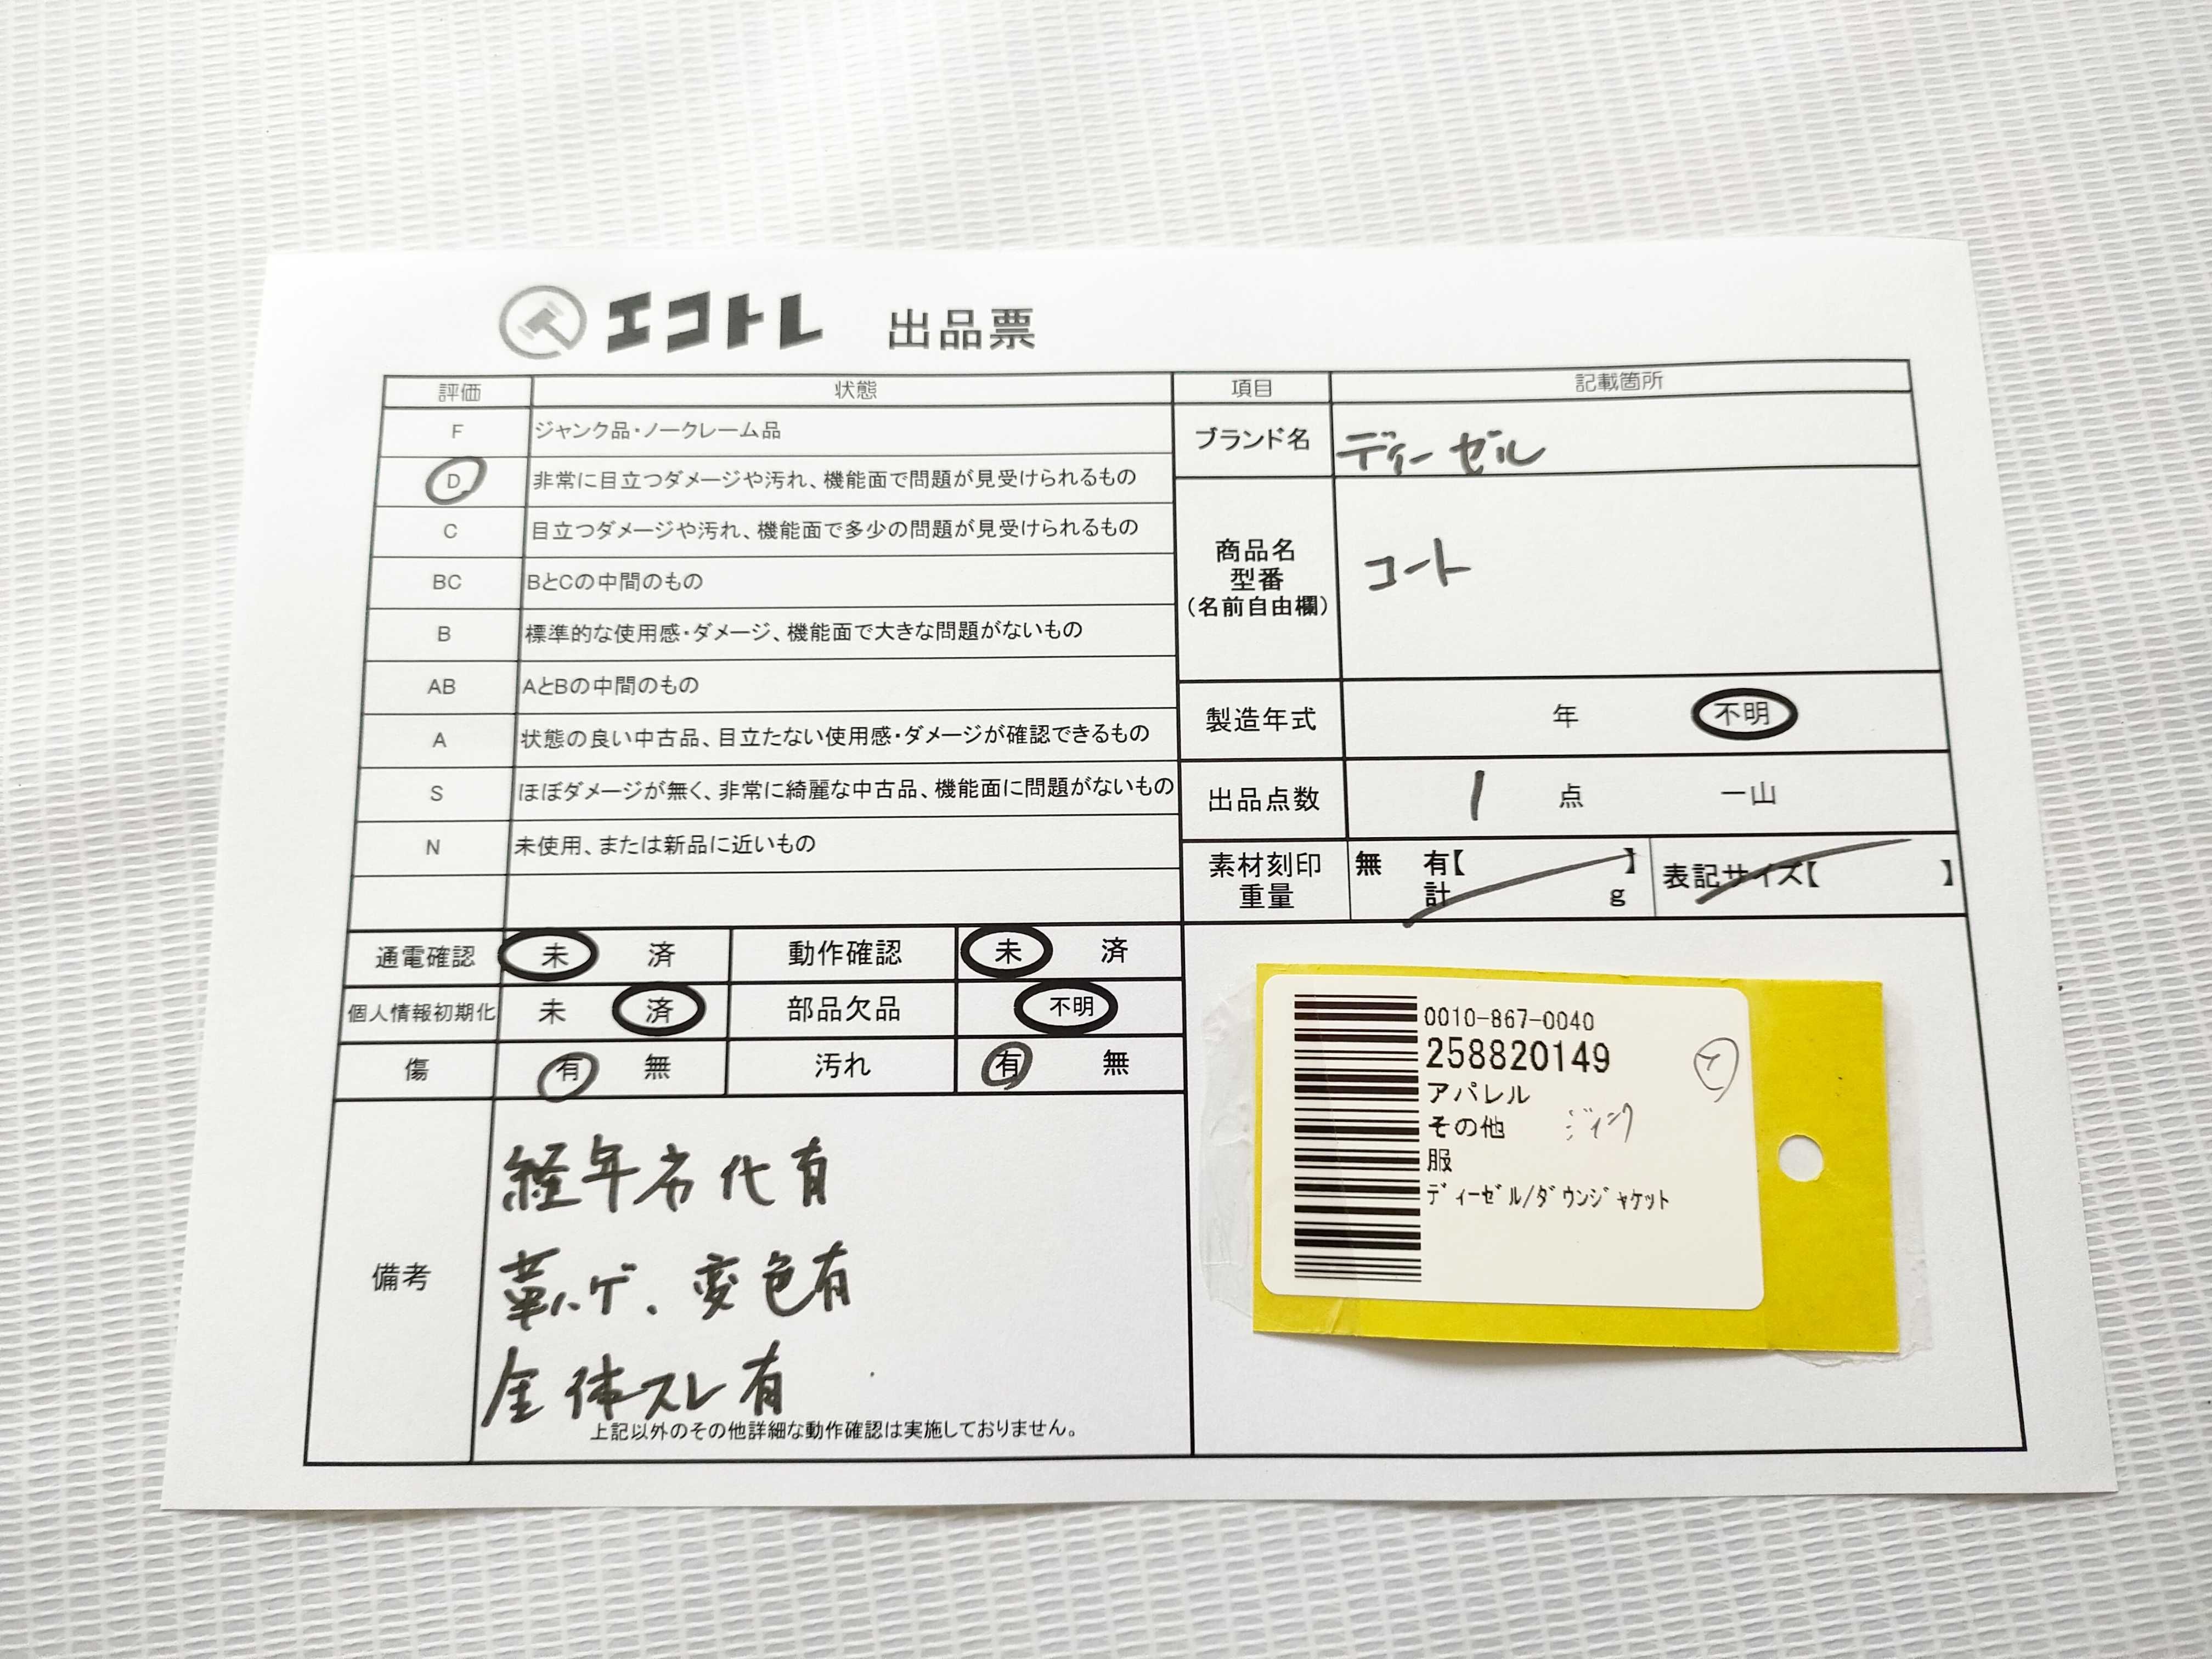 エコトレ 出品票
評価 状態
F ジャンク品・ノークレーム品
D 非常に目立つダメージや汚れ、機能面で問題が見受けられるもの
C 目立つダメージや汚れ、機能面で多少の問題が見受けられるもの
BC BとCの中間のもの
B 標準的な使用感・ダメージ、機能面で大きな問題がないもの
AB AとBの中間のもの
A 状態の良い中古品、目立たない使用感・ダメージが確認できるもの
S ほぼダメージが無く、非常に綺麗な中古品、機能面に問題がないもの
N 未使用、または新品に近いもの
項目 記載箇所
ブランド名 ディーゼル
商品名
型番
(名前自由欄)
コート
製造年式 年 不明
出品点数 1 点 一山
素材刻印 無 有【 】
重量 計 g
表記サイズ【 】
通電確認 未 済 動作確認 未 済
個人情報初期化 未 済 部品欠品 不明
傷 有 無 汚れ 有 無
備考
経年劣化有
革ハゲ、変色有
全体スレ有
上記以外のその他詳細な動作確認は実施しておりません。
0010-867-0040
258820149
アパレル
その他
服
ﾃﾞｨｰｾﾞﾙ/ﾀﾞｳﾝｼﾞｬｹｯﾄ